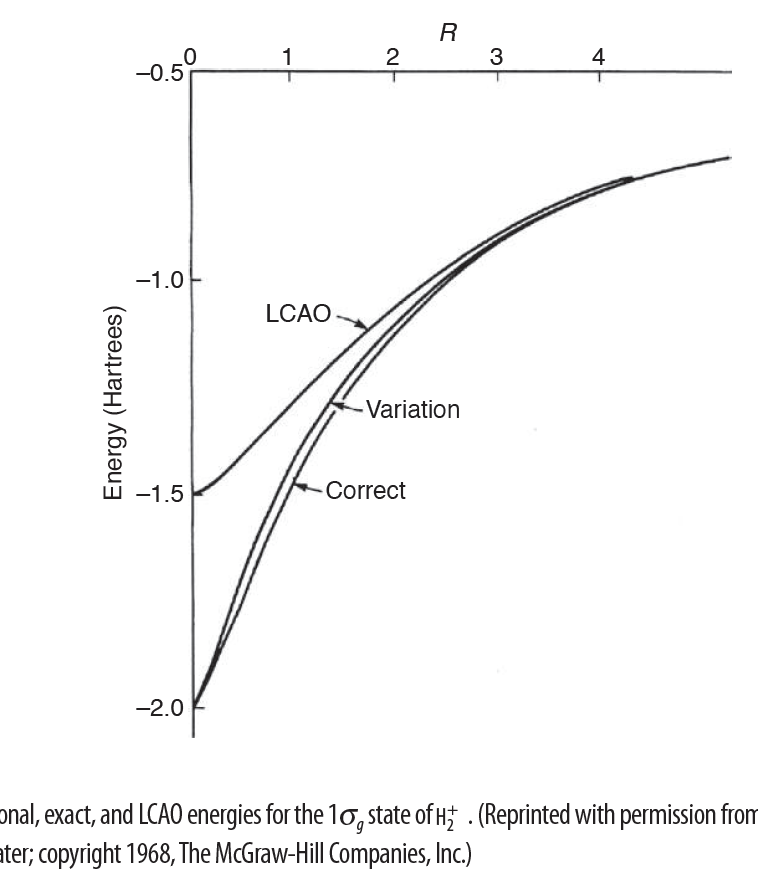 R
0 1 2 3 4
−0.5
−1.0
LCAO
Variation
Energy (Hartrees)
−1.5
Correct
−2.0
onal, exact, and LCAO energies for the 1σg state of H2+ . (Reprinted with permission from
ater; copyright 1968, The McGraw-Hill Companies, Inc.)